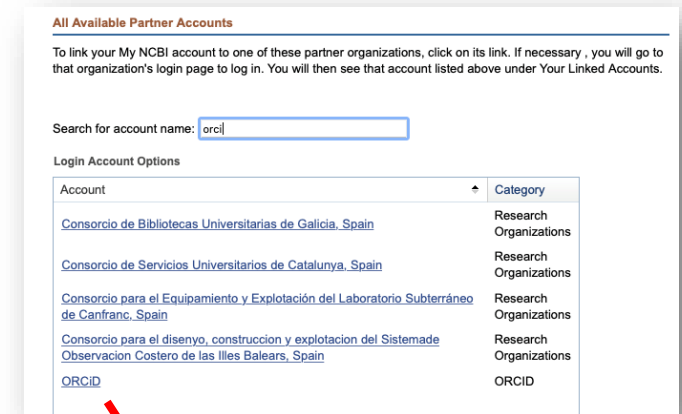 All Available Partner Accounts
To link your My NCBI account to one of these partner organizations, click on its link. If necessary , you will go to
that organization's login page to log in. You will then see that account listed above under Your Linked Accounts.
Search for account name: orci
Login Account Options
Account Category
Consorcio de Bibliotecas Universitarias de Galicia, Spain Research
Organizations
Consorcio de Servicios Universitarios de Catalunya, Spain Research
Organizations
Consorcio para el Equipamiento y Explotación del Laboratorio Subterráneo Research
de Canfranc, Spain Organizations
Consorcio para el disenyo, construccion y explotacion del Sistemade Research
Observacion Costero de las Illes Balears, Spain Organizations
ORCiD ORCID